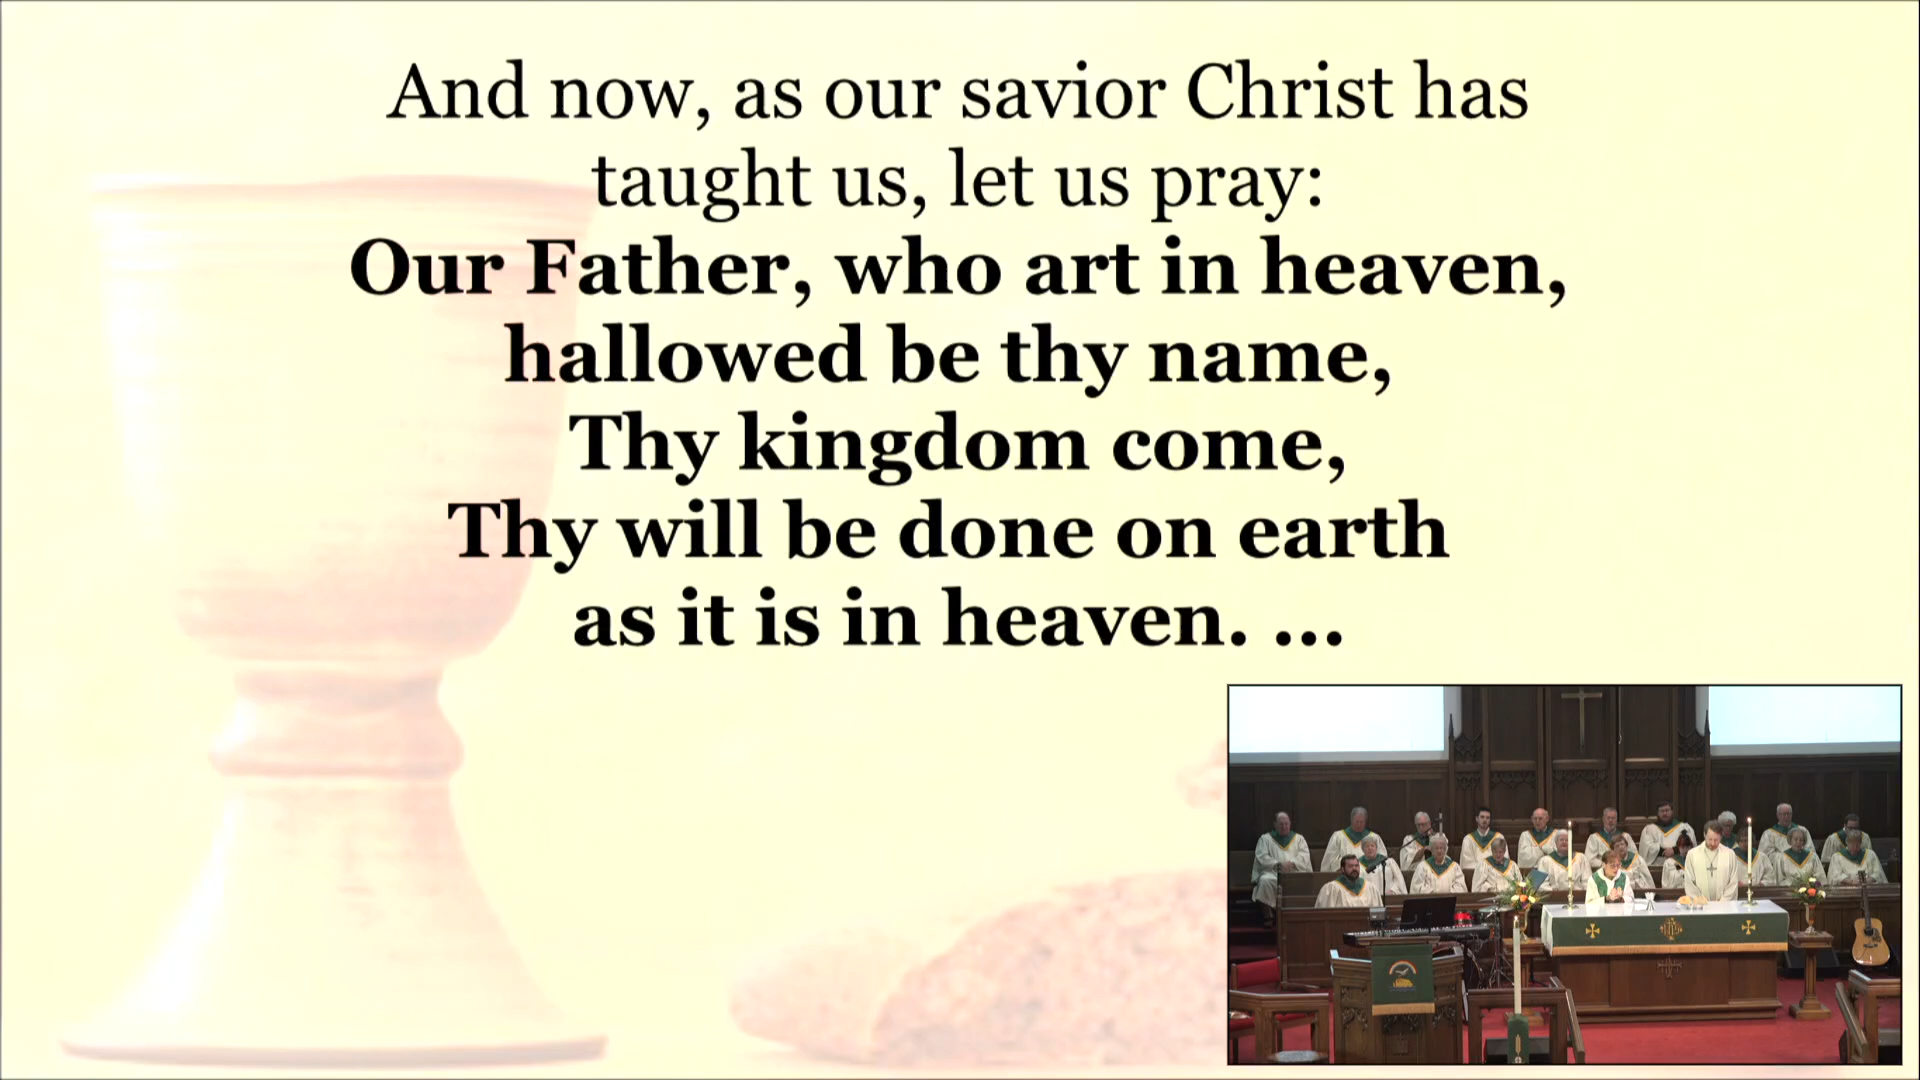 And now, as our savior Christ has
taught us, let us pray:
Our Father, who art in heaven,
hallowed be thy name,
Thy kingdom come,
Thy will be done on earth
as it is in heaven. ...